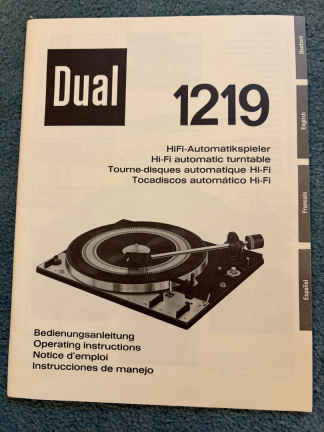 Dual
1219
HiFi-Automatikspieler
Hi-Fi automatic turntable
Tourne-disques automatique Hi-Fi
Tocadiscos automático Hi-Fi
Bedienungsanleitung
Operating instructions
Notice d'emploi
Instrucciones de manejo
Deutsch
English
Français
Español